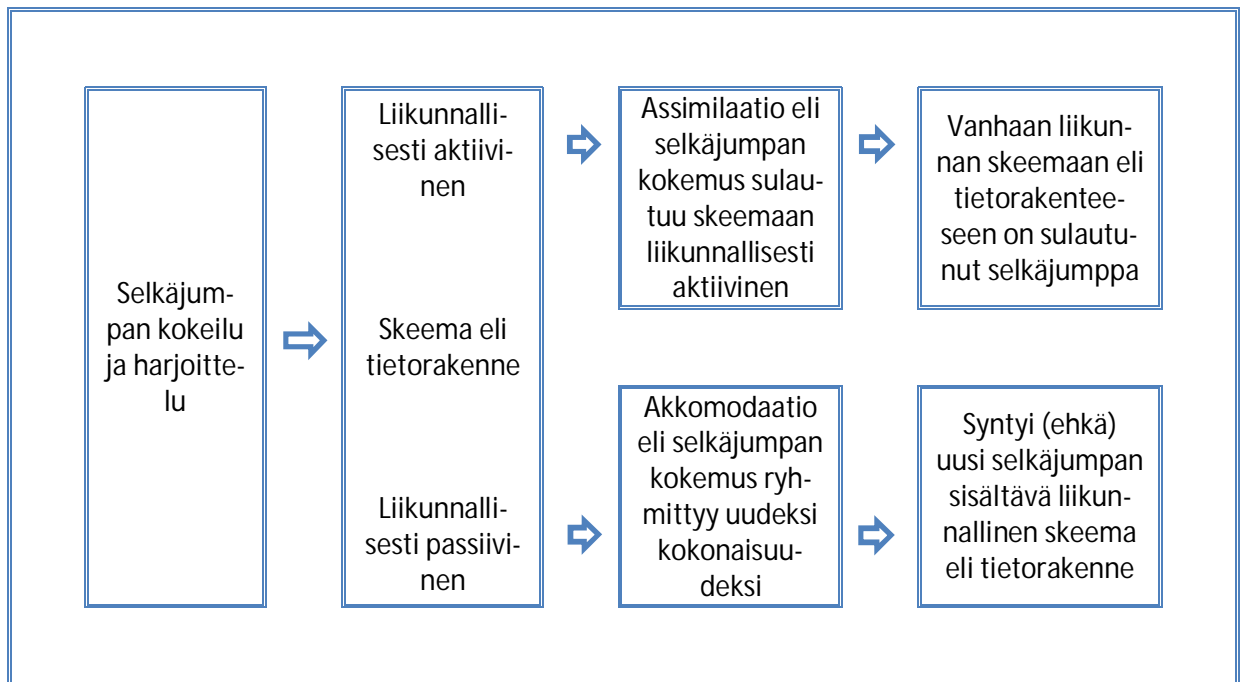 Selkäjum-
pan kokeilu
ja harjoitte-
lu
Liikunnalli-
sesti aktiivi-
nen
Skeema eli
tietorakenne
Liikunnalli-
sesti passiivi-
nen
Assimilaatio eli
selkäjumpan
kokemus sulau-
tuu skeemaan
liikunnallisesti
aktiivinen
Vanhaan liikun-
nan skeemaan eli
tietorakentee-
seen on sulautu-
nut selkäjumppa
Akkomodaatio
eli selkäjumpan
kokemus ryh-
mittyy uudeksi
kokonaisuu-
deksi
Syntyi (ehkä)
uusi selkäjumpan
sisältävä liikun-
nallinen skeema
eli tietorakenne